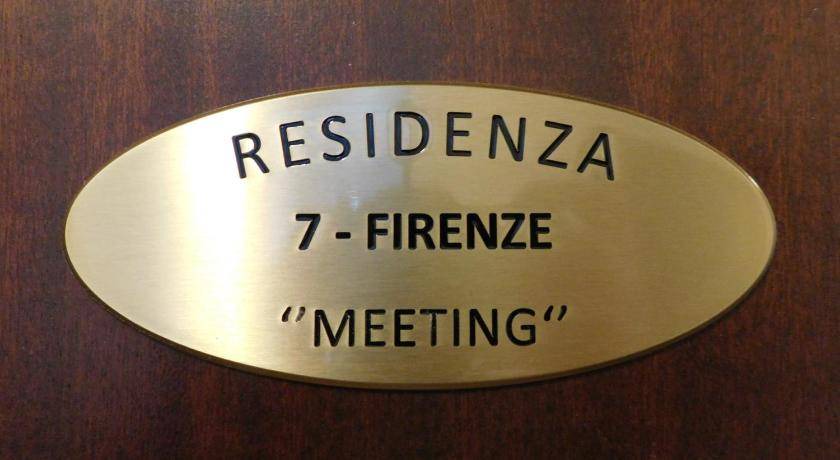 RESIDENZA
7 - FIRENZE
‘’MEETING‘’